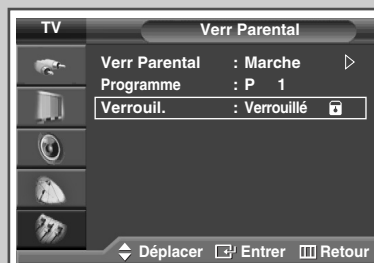 TV Verr Parental
Verr Parental : Marche
Programme : P 1
Verrouil. : Verrouillé
Déplacer Entrer Retour